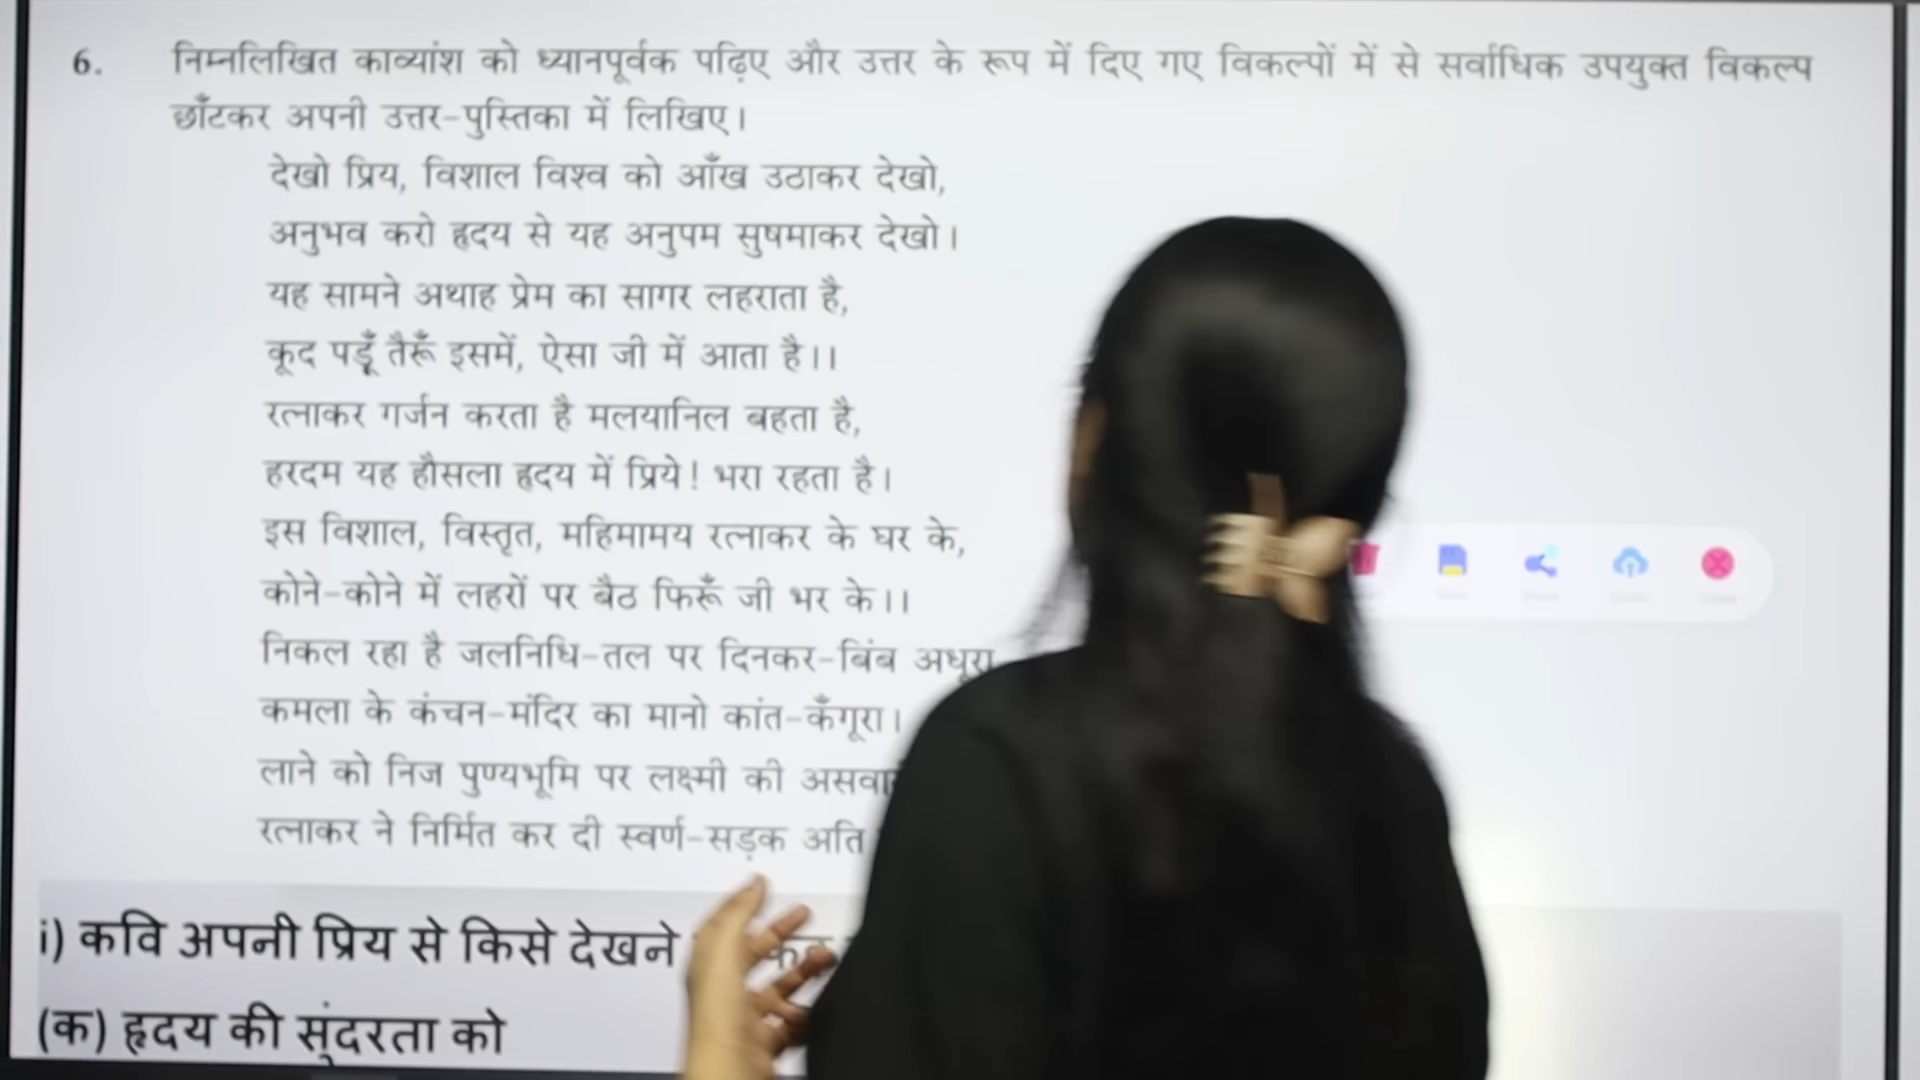 6. निम्नलिखित काव्यांश को ध्यानपूर्वक पढ़िए और उत्तर के रूप में दिए गए विकल्पों में से सर्वाधिक उपयुक्त विकल्प
छाँटकर अपनी उत्तर-पुस्तिका में लिखिए।
देखो प्रिय, विशाल विश्व को आँख उठाकर देखो,
अनुभव करो हृदय से यह अनुपम सुषमाकर देखो।
यह सामने अथाह प्रेम का सागर लहराता है,
कूद पडूँ तैरूँ इसमें, ऐसा जी में आता है।।
रत्नाकर गर्जन करता है मलयानिल बहता है,
हरदम यह हौसला हृदय में प्रिये! भरा रहता है।
इस विशाल, विस्तृत, महिमामय रत्नाकर के घर के,
कोने-कोने में लहरों पर बैठ फिरूँ जी भर के।।
निकल रहा है जलनिधि-तल पर दिनकर-बिंब अधूरा
कमला के कंचन-मंदिर का मानो कांत-कँगूरा।
लाने को निज पुण्यभूमि पर लक्ष्मी की
रत्नाकर ने निर्मित कर दी स्वर्ण-सड़क अति
i) कवि अपनी प्रिय से किसे देखने
(क) हृदय की सुंदरता को